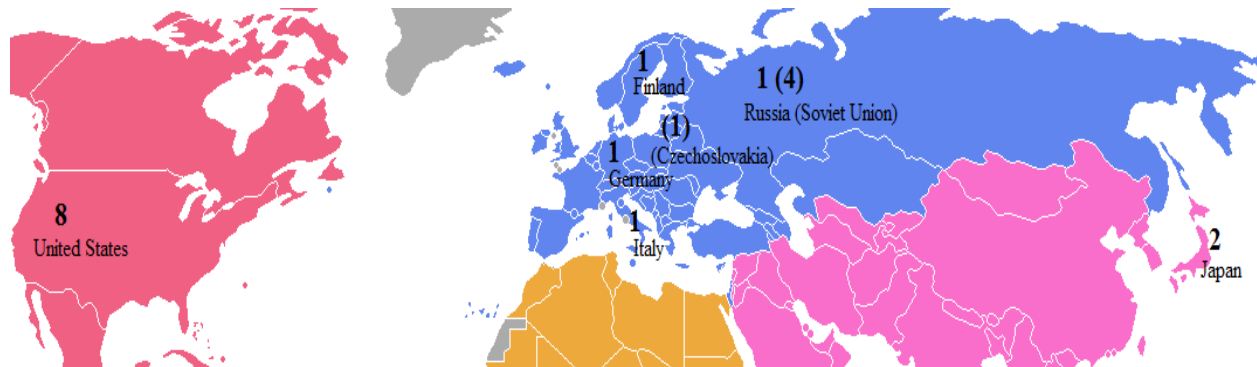 1
Finland
1 (4)
Russia (Soviet Union)
(1)
(Czechoslovakia)
1
Germany
8
United States
1
Italy
2
Japan